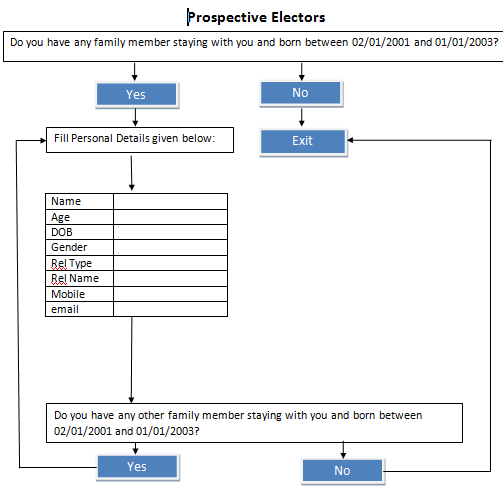 Prospective Electors
Do you have any family member staying with you and born between 02/01/2001 and 01/01/2003?
Yes
No
Fill Personal Details given below:
Exit
Name
Age
DOB
Gender
Rel Type
Rel Name
Mobile
email
Do you have any other family member staying with you and born between
02/01/2001 and 01/01/2003?
Yes
No